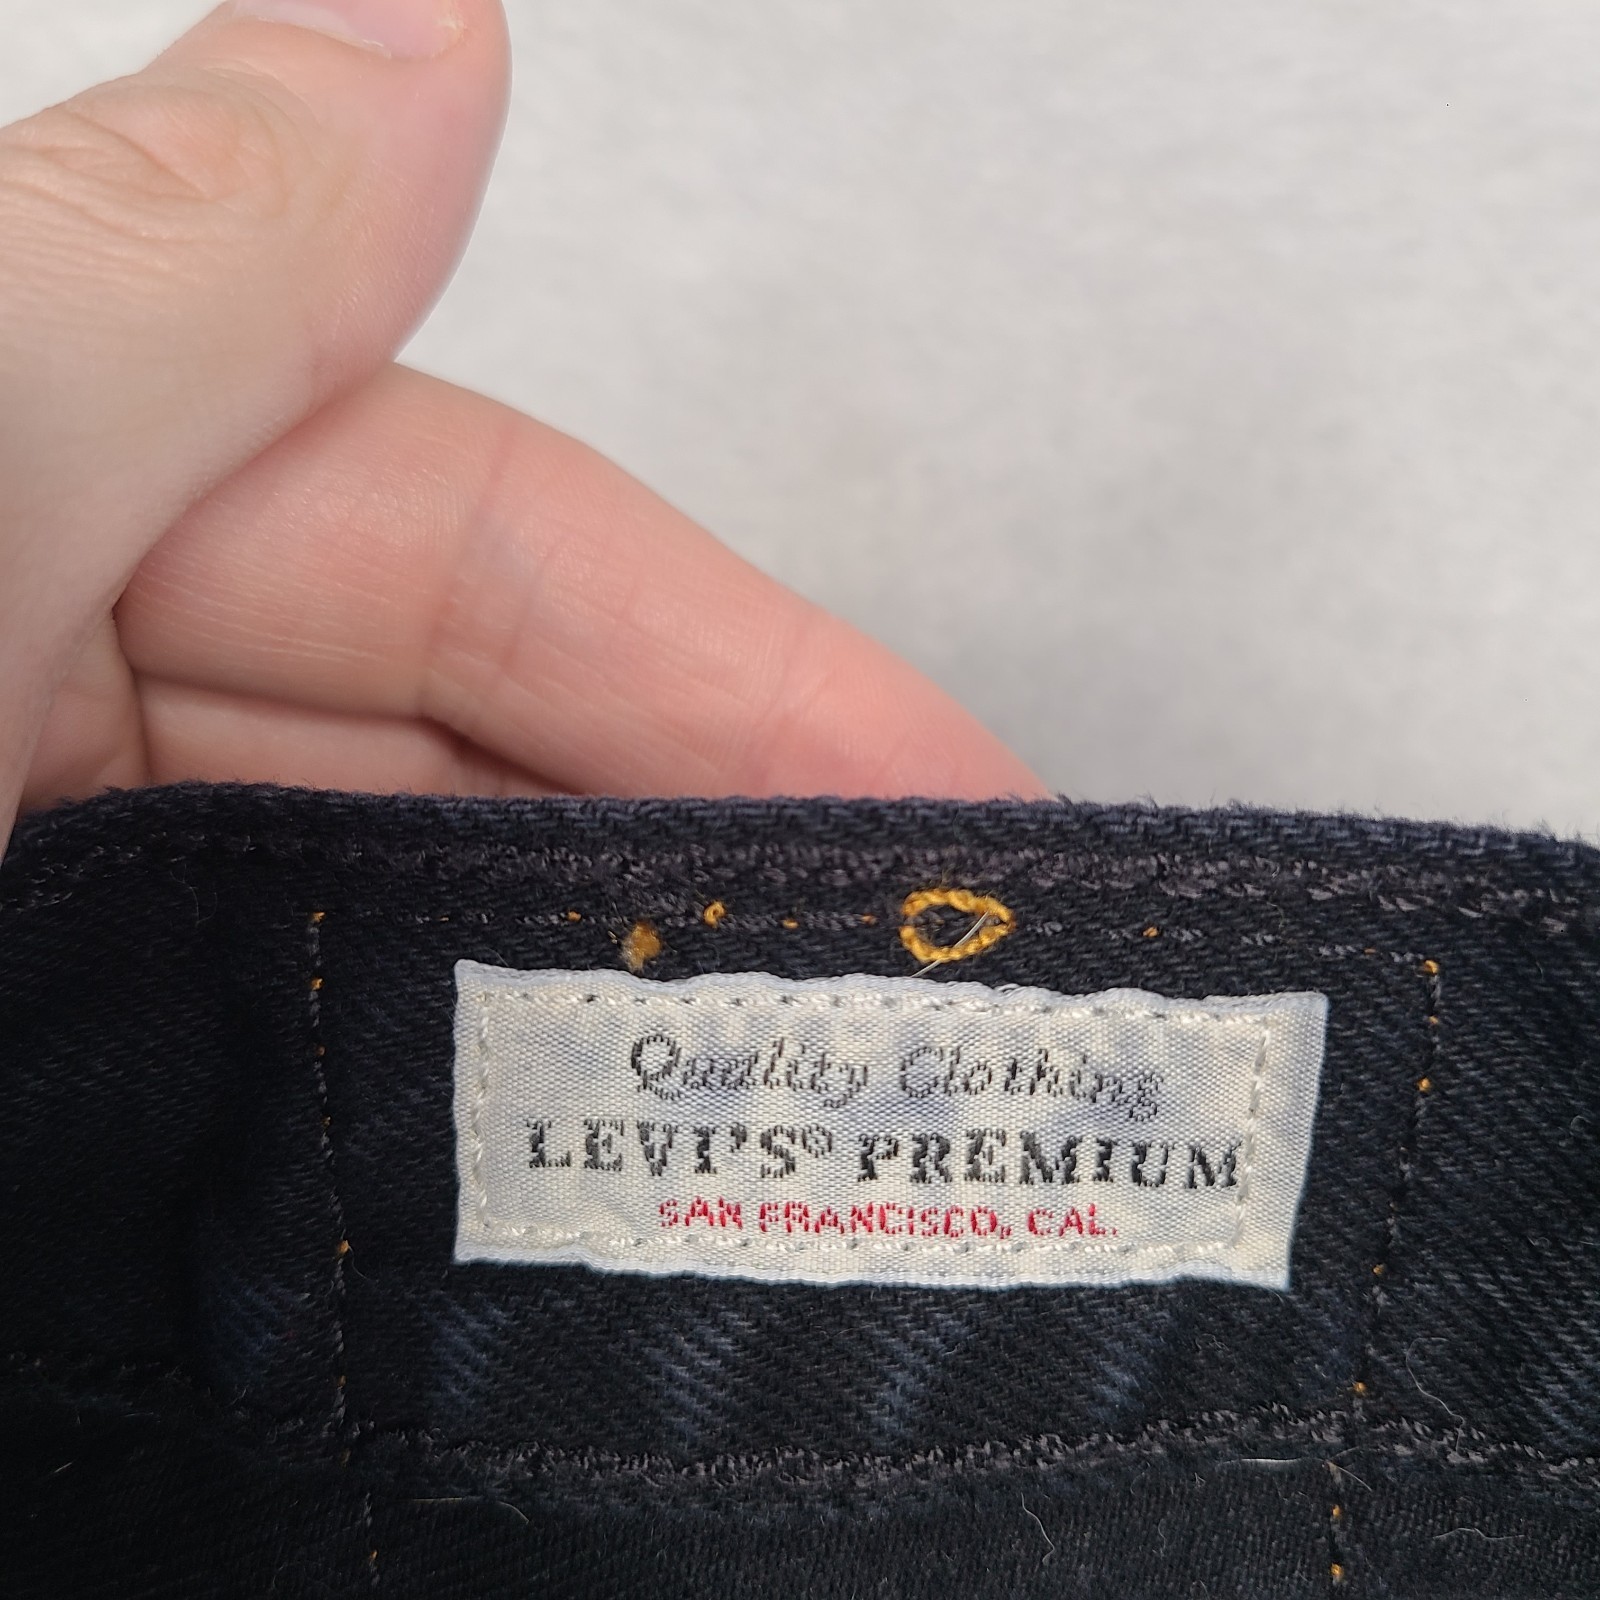 Quality Clothing
LEVI'S® PREMIUM
SAN FRANCISCO, CAL.